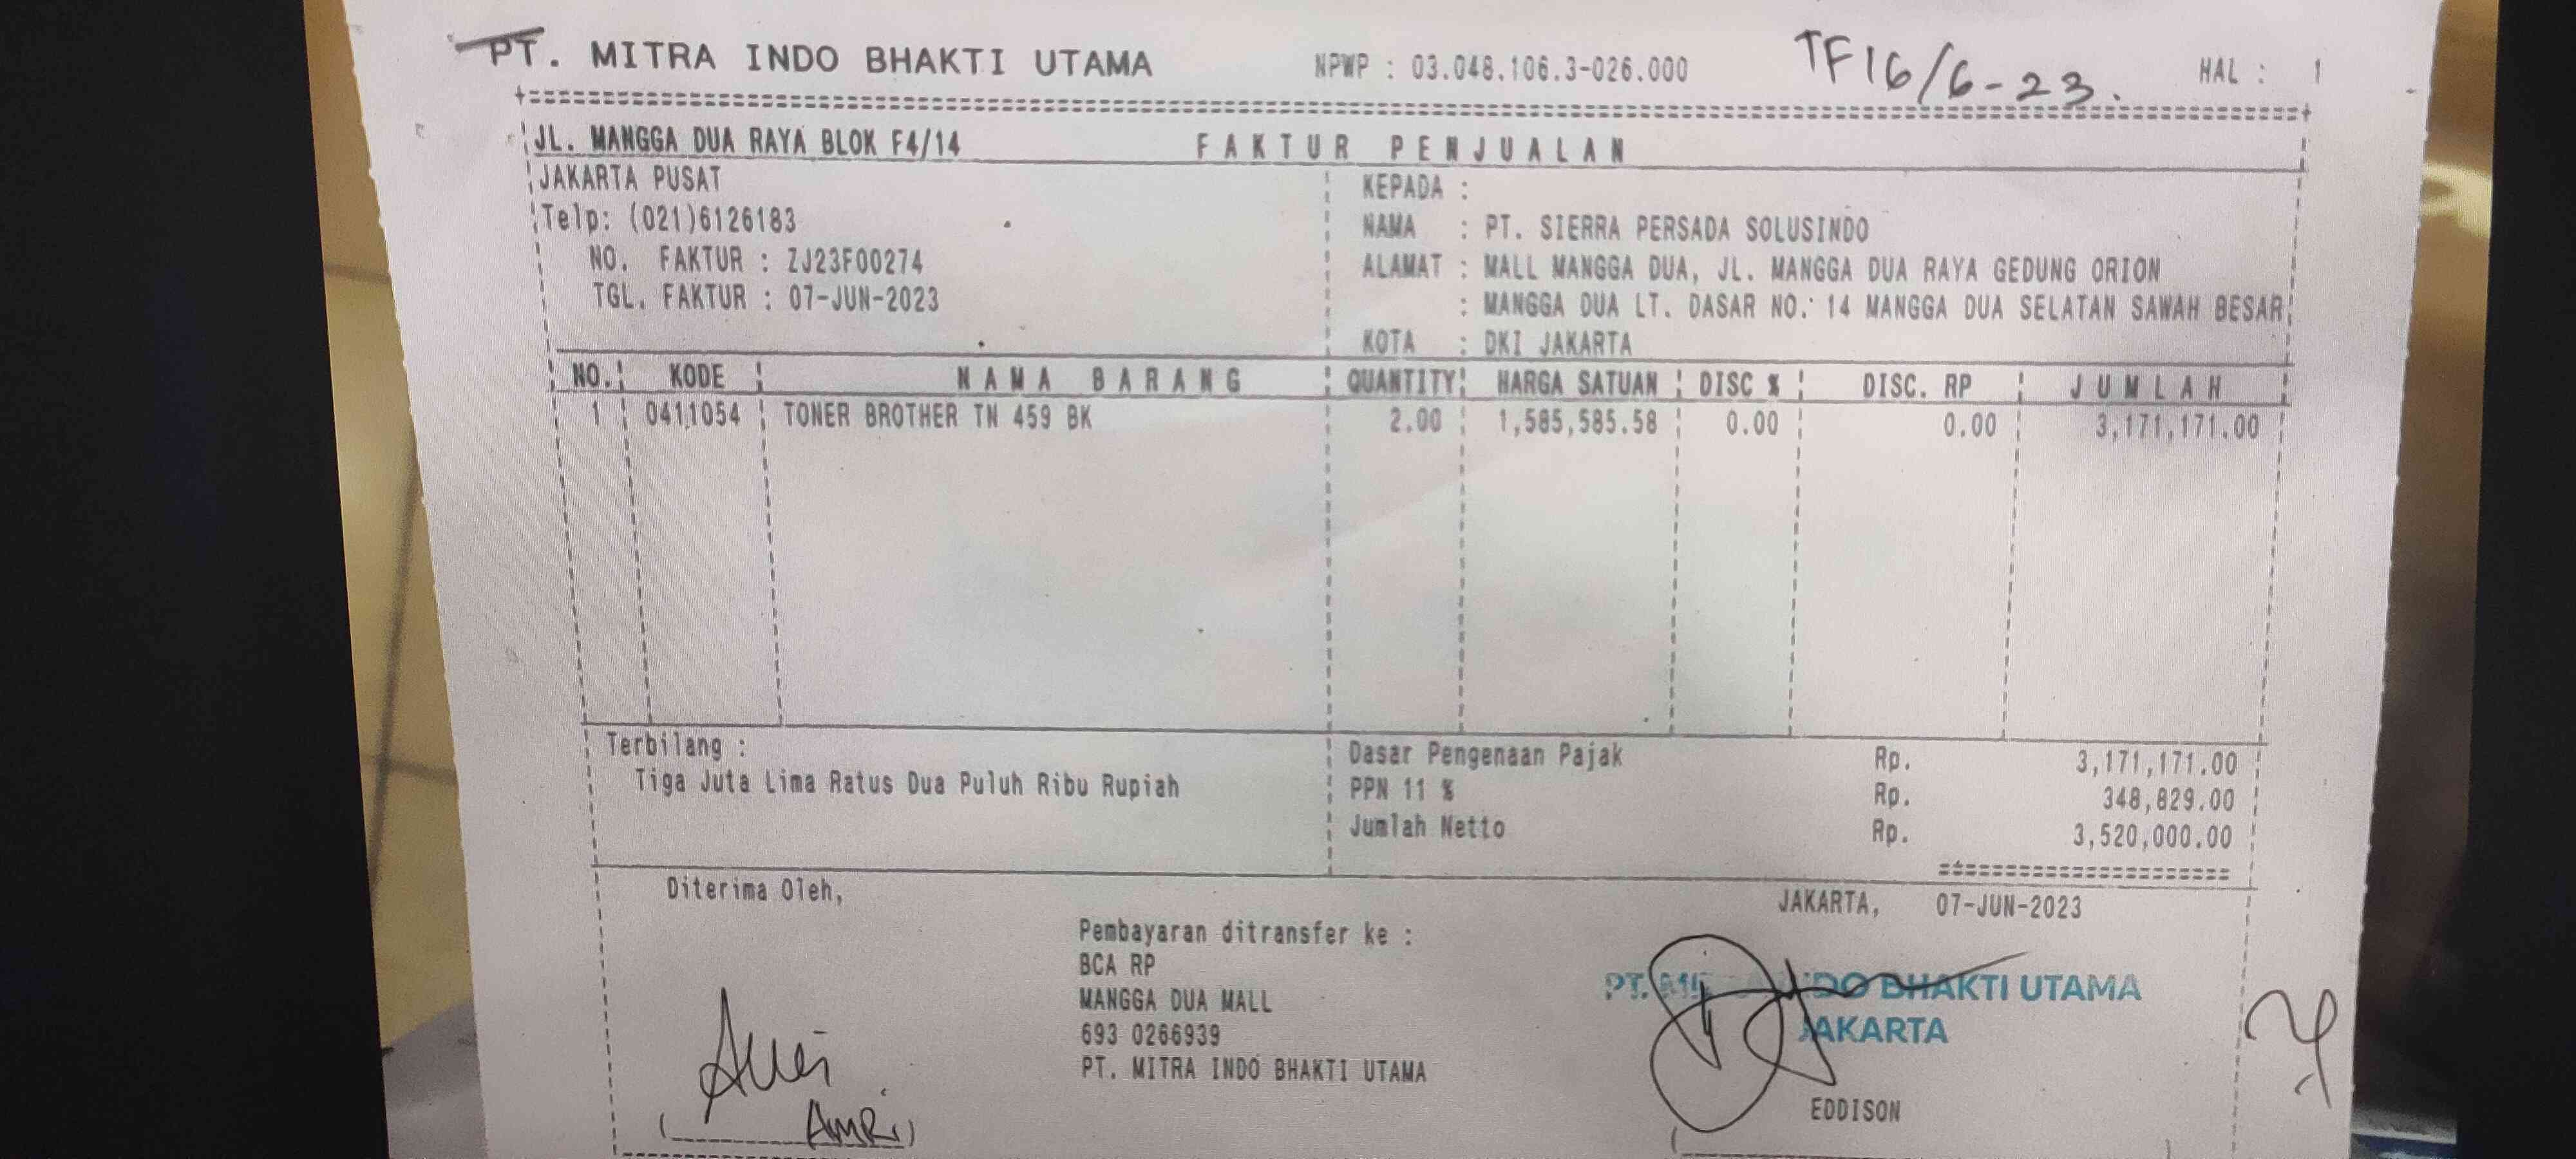 PT. MITRA INDO BHAKTI UTAMA NPWP : 03.048.106.3-026.000 TF16/6-23. HAL : 1
JL. MANGGA DUA RAYA BLOK F4/14 FAKTUR PENJUALAN
JAKARTA PUSAT
Telp: (021)6126183
NO. FAKTUR : ZJ23F00274
TGL. FAKTUR : 07-JUN-2023
KEPADA :
NAMA : PT. SIERRA PERSADA SOLUSINDO
ALAMAT : MALL MANGGA DUA, JL. MANGGA DUA RAYA GEDUNG ORION
: MANGGA DUA LT. DASAR NO. 14 MANGGA DUA SELATAN SAWAH BESAR
KOTA : DKI JAKARTA
NO. KODE NAMA BARANG QUANTITY HARGA SATUAN DISC % DISC. RP JUMLAH
1 0411054 TONER BROTHER TN 459 BK 2.00 1,585,585.58 0.00 0.00 3,171,171.00
Terbilang :
Tiga Juta Lima Ratus Dua Puluh Ribu Rupiah
Dasar Pengenaan Pajak Rp. 3,171,171.00
PPN 11 % Rp. 348,829.00
Jumlah Netto Rp. 3,520,000.00
Diterima Oleh,
AMRI
Pembayaran ditransfer ke :
BCA RP
MANGGA DUA MALL
693 0266939
PT. MITRA INDO BHAKTI UTAMA
JAKARTA, 07-JUN-2023
PT. INDO BHAKTI UTAMA
JAKARTA
EDDISON